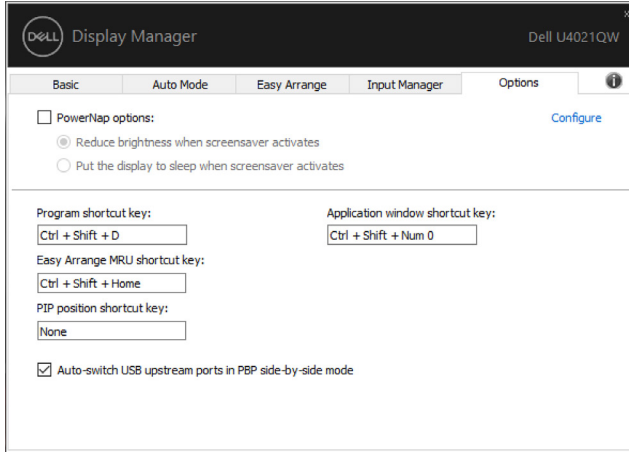 DELL Display Manager
Dell U4021QW
Basic
Auto Mode
Easy Arrange
Input Manager
Options
PowerNap options:
Configure
Reduce brightness when screensaver activates
Put the display to sleep when screensaver activates
Program shortcut key:
Application window shortcut key:
Ctrl + Shift + D
Ctrl + Shift + Num 0
Easy Arrange MRU shortcut key:
Ctrl + Shift + Home
PIP position shortcut key:
None
Auto-switch USB upstream ports in PBP side-by-side mode